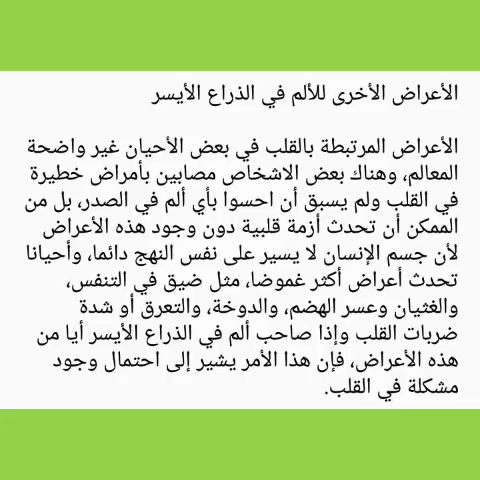 الأعراض الأخرى للألم في الذراع الأيسر
الأعراض المرتبطة بالقلب في بعض الأحيان غير واضحة
المعالم، وهناك بعض الاشخاص مصابين بأمراض خطيرة
في القلب ولم يسبق أن احسوا بأي ألم في الصدر، بل من
الممكن أن تحدث أزمة قلبية دون وجود هذه الأعراض
لأن جسم الإنسان لا يسير على نفس النهج دائما، وأحيانا
تحدث أعراض أكثر غموضا، مثل ضيق في التنفس،
والغثيان وعسر الهضم، والدوخة، والتعرق أو شدة
ضربات القلب وإذا صاحب ألم في الذراع الأيسر أيا من
هذه الأعراض، فإن هذا الأمر يشير إلى احتمال وجود
مشكلة في القلب.